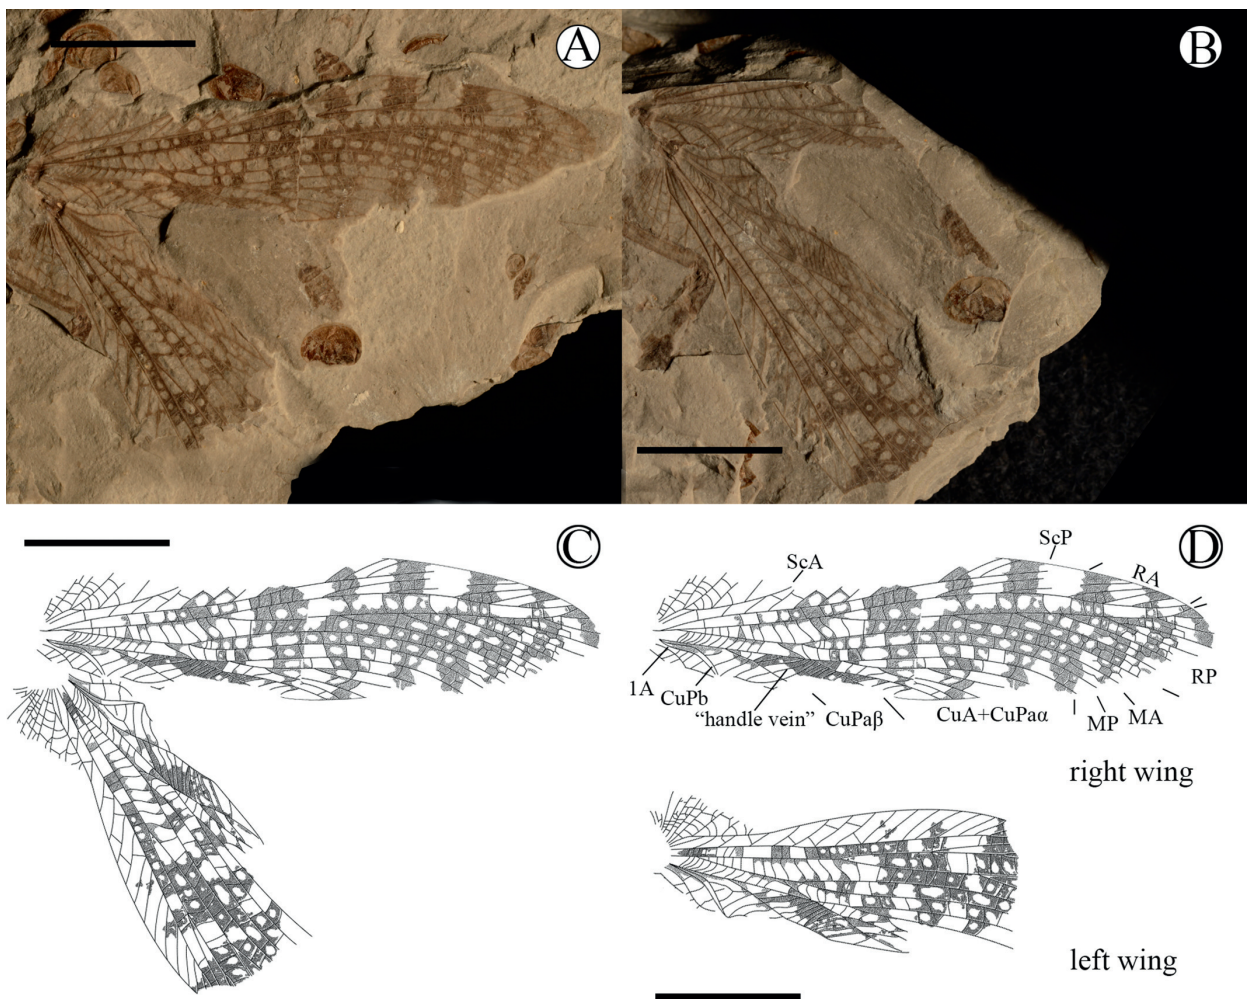 A
B
C
D
ScP
ScA
RA
RP
1A
CuPb
“handle vein”
CuPaβ
CuA+CuPaα
MP
MA
right wing
left wing